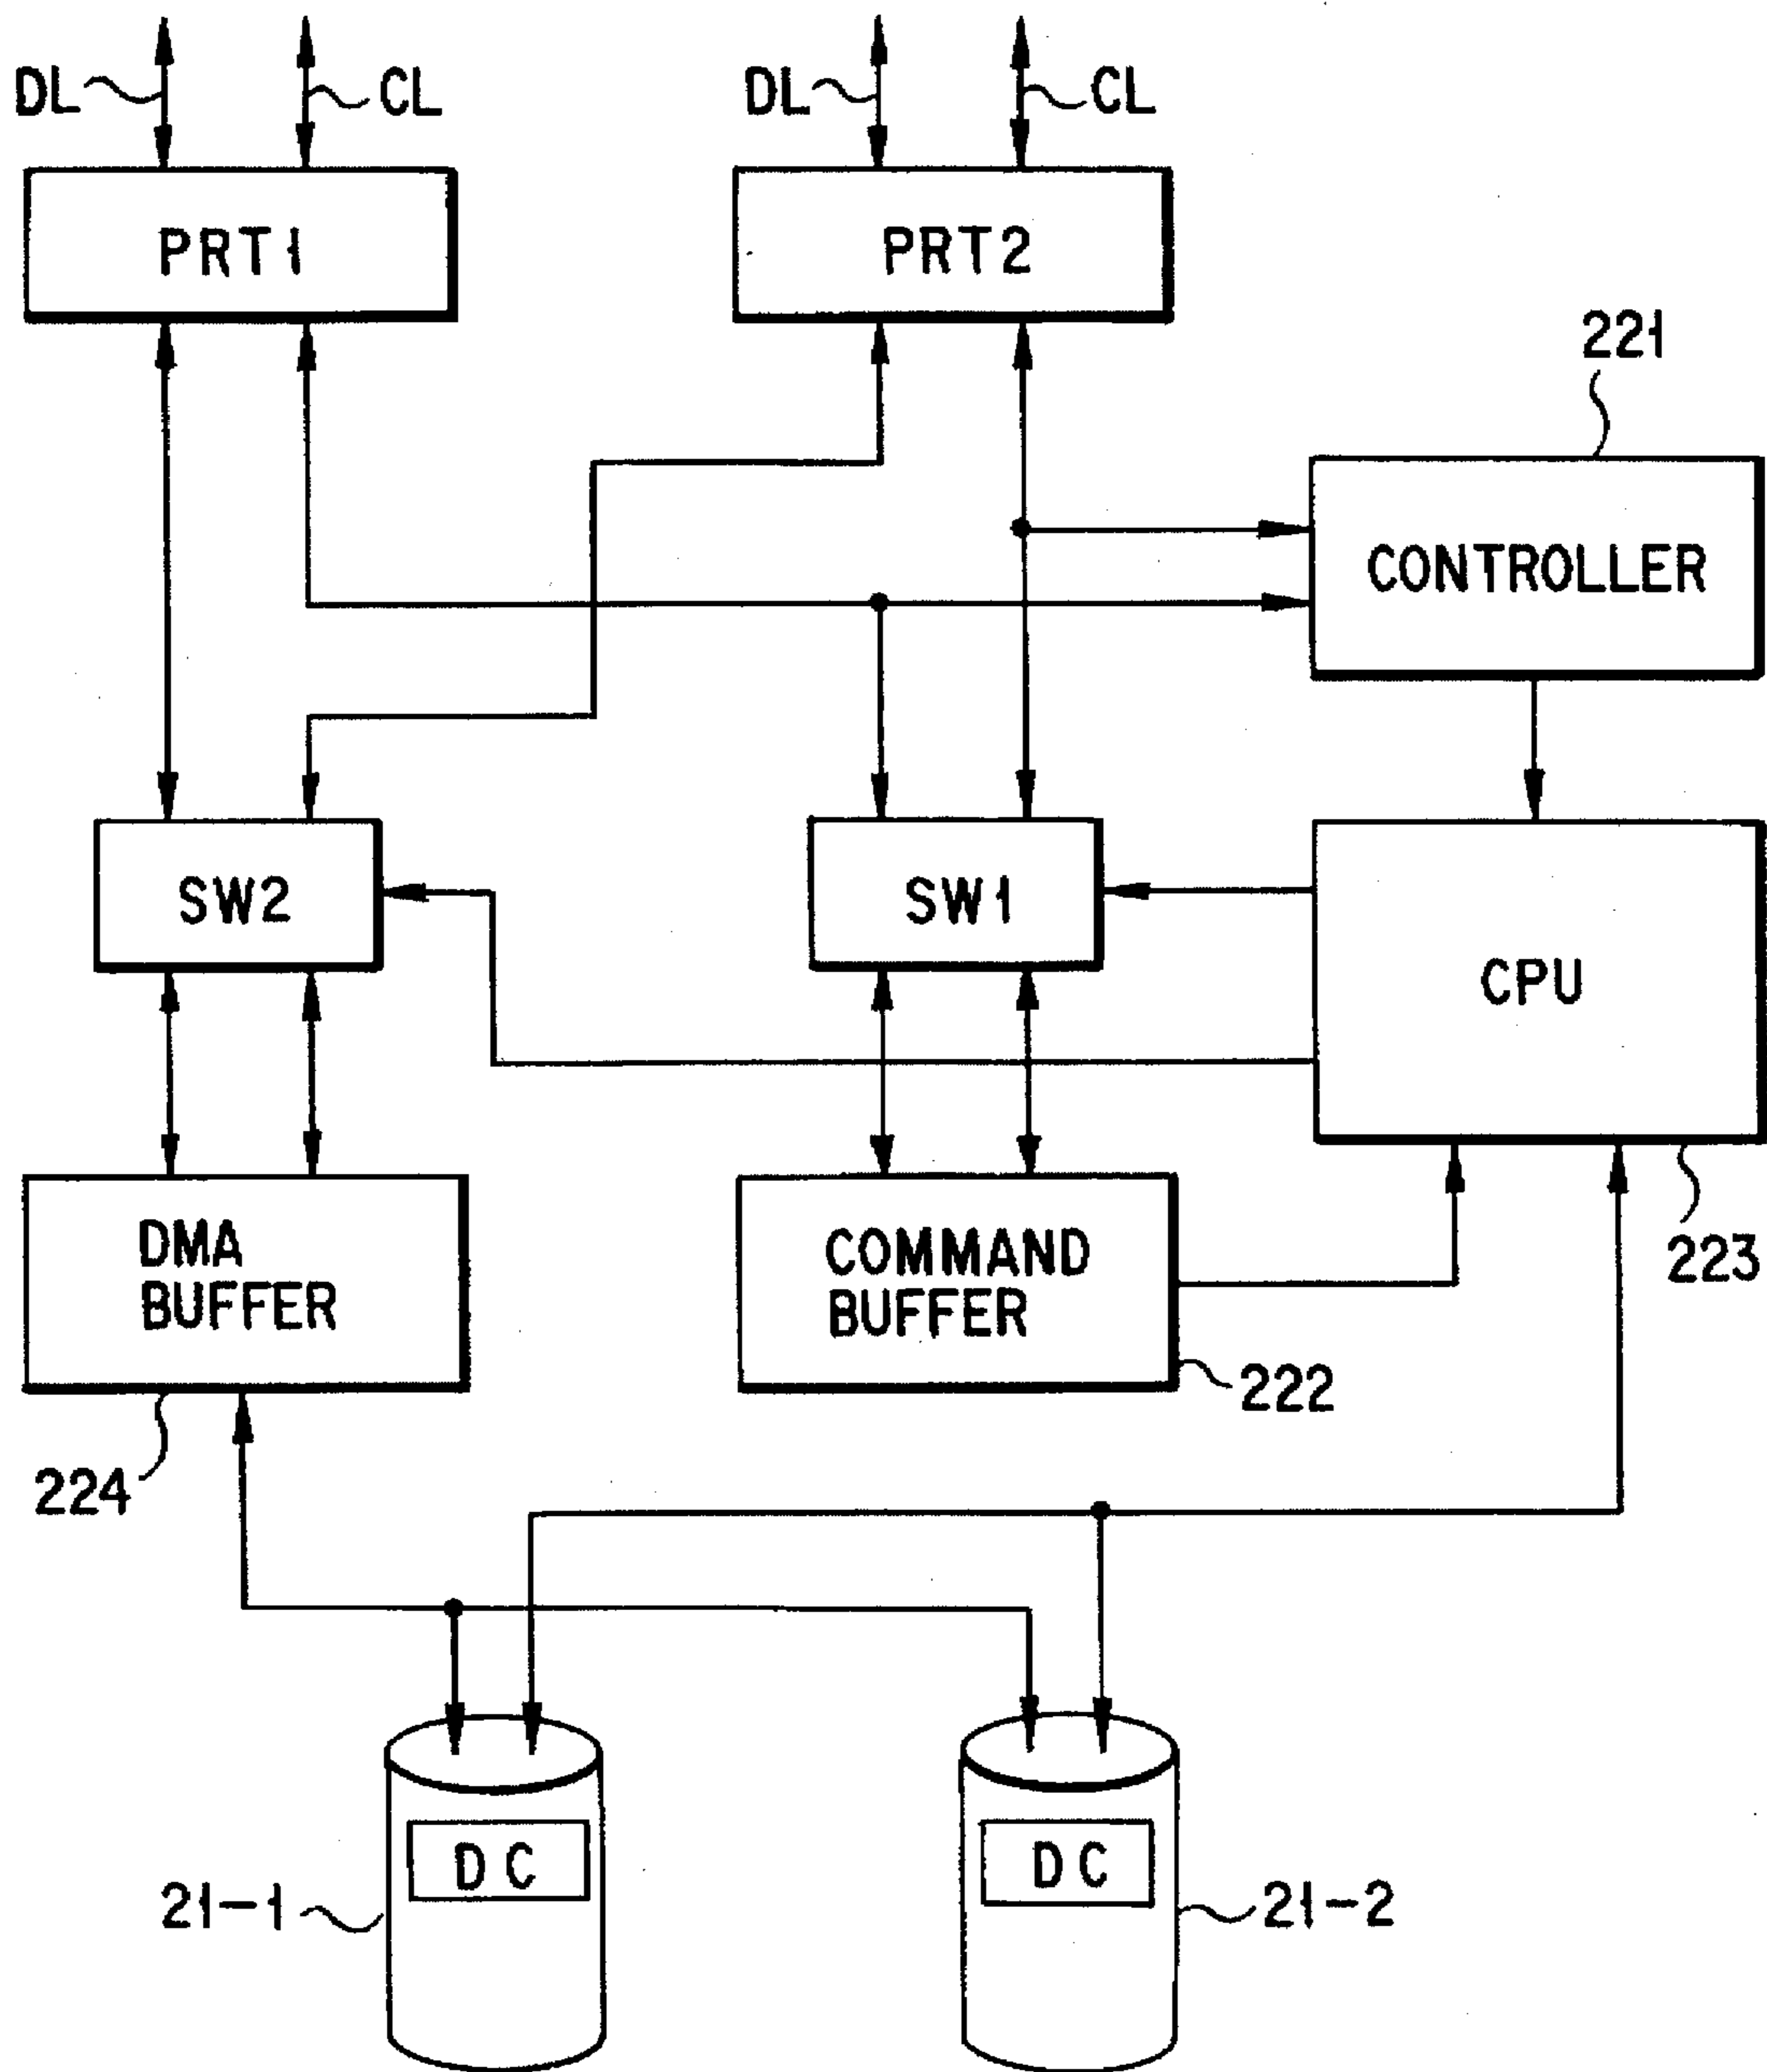 DL
CL
DL
CL
PRT1
PRT2
221
CONTROLLER
SW2
SW1
CPU
DMA
BUFFER
COMMAND
BUFFER
223
222
224
DC
DC
21-1
21-2